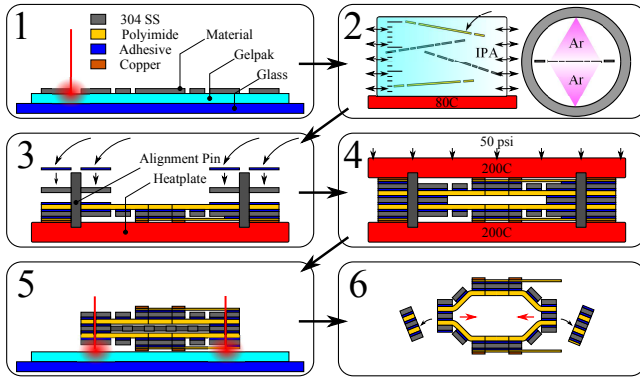 1
304 SS
Polyimide
Adhesive
Copper
Material
Gelpak
Glass
2
IPA
80C
Ar
Ar
3
Alignment Pin
Heatplate
4
50 psi
200C
200C
5
6